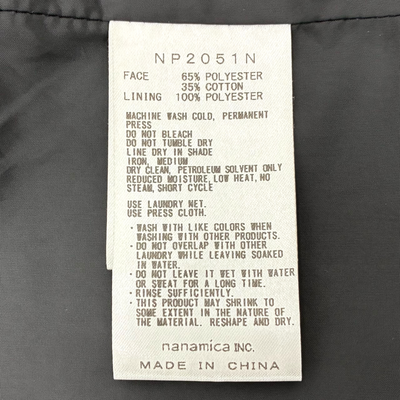 NP2051N
FACE 65% POLYESTER
35% COTTON
LINING 100% POLYESTER
MACHINE WASH COLD, PERMANENT
PRESS
DO NOT BLEACH
DO NOT TUMBLE DRY
LINE DRY IN SHADE
IRON, MEDIUM
DRY CLEAN, PETROLEUM SOLVENT ONLY
REDUCED MOISTURE, LOW HEAT, NO
STEAM, SHORT CYCLE
USE LAUNDRY NET.
USE PRESS CLOTH.
・WASH WITH LIKE COLORS WHEN
WASHING WITH OTHER PRODUCTS.
・DO NOT OVERLAP WITH OTHER
LAUNDRY WHILE LEAVING SOAKED
IN WATER.
・DO NOT LEAVE IT WET WITH WATER
OR SWEAT FOR A LONG TIME.
・RINSE SUFFICIENTLY.
・THIS PRODUCT MAY SHRINK TO
SOME EXTENT IN THE NATURE OF
THE MATERIAL. RESHAPE AND DRY.
nanamica INC.
MADE IN CHINA